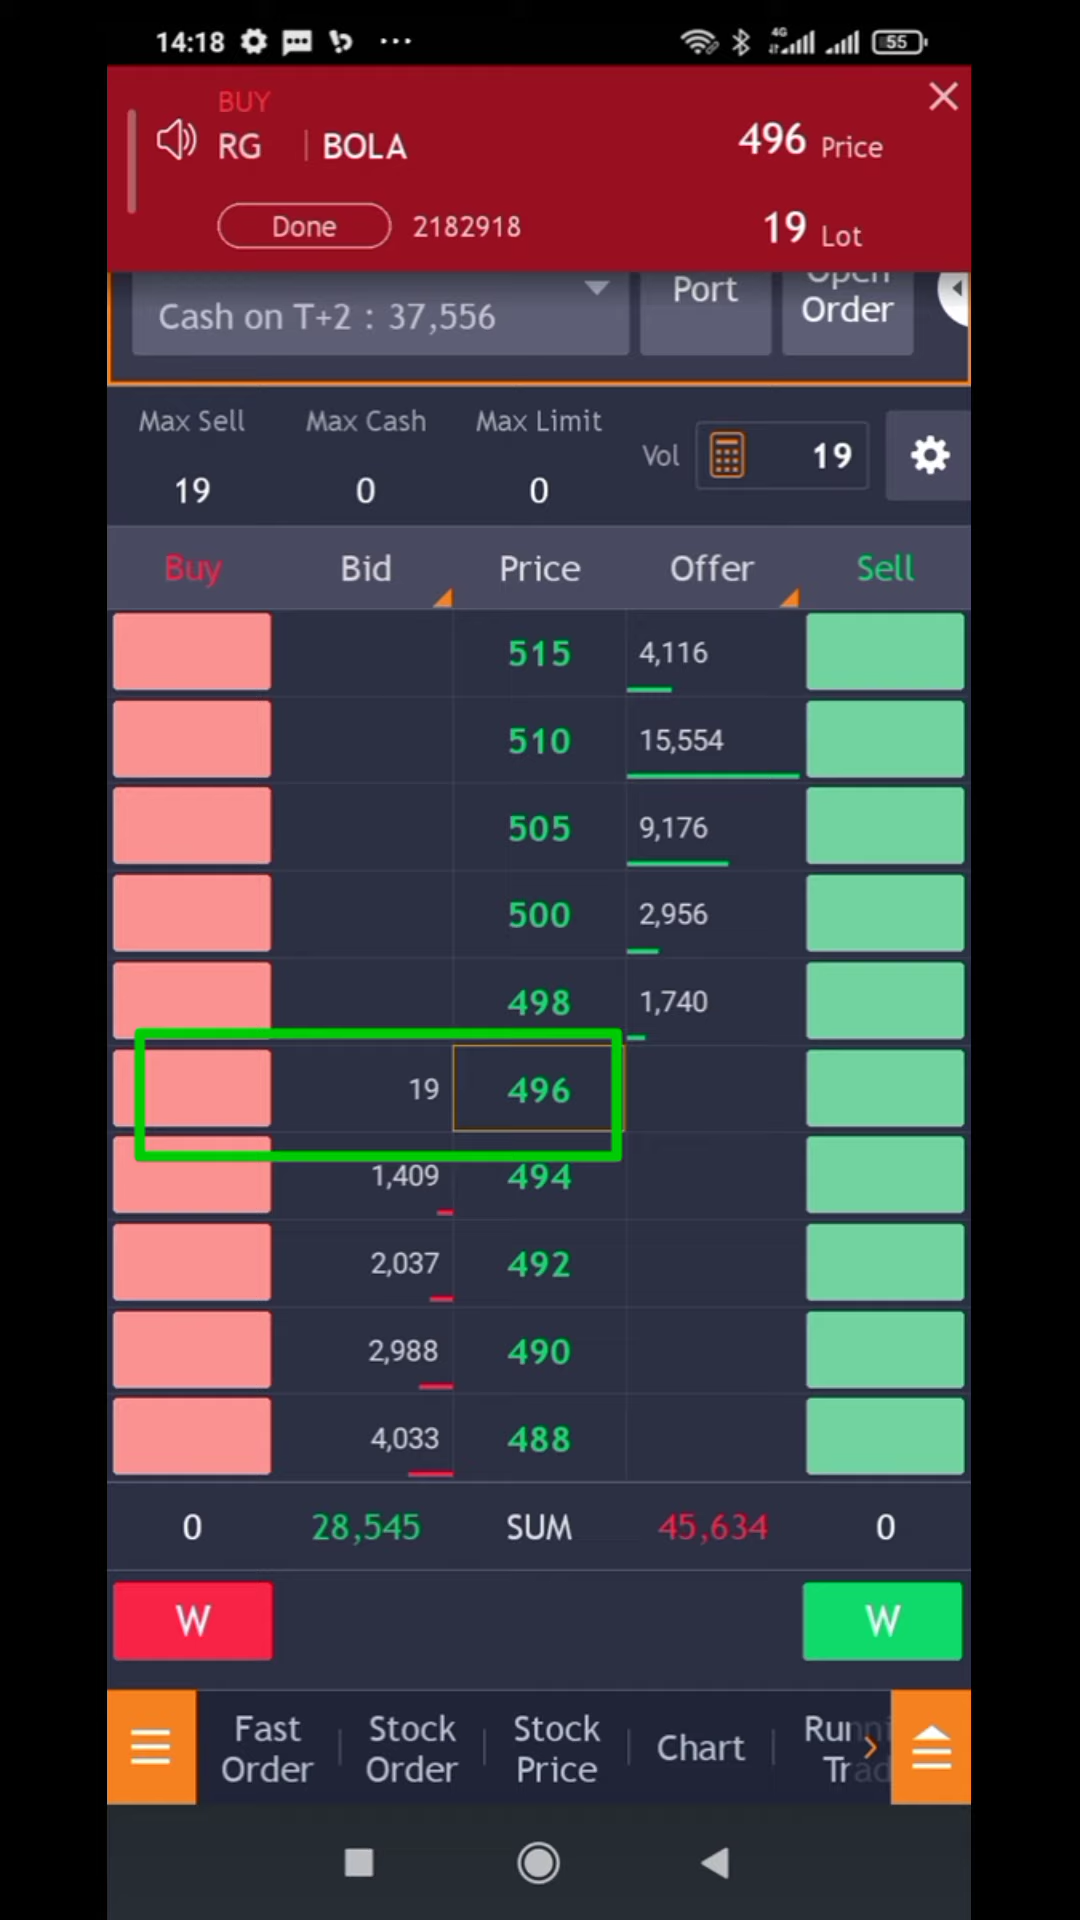 14:18 4G 55
BUY
RG | BOLA 496 Price
Done 2182918 19 Lot
Cash on T+2 : 37,556 Port Open Order
Max Sell Max Cash Max Limit Vol 19
19 0 0
Buy Bid Price Offer Sell
515 4,116
510 15,554
505 9,176
500 2,956
498 1,740
19 496
1,409 494
2,037 492
2,988 490
4,033 488
0 28,545 SUM 45,634 0
W W
Fast Stock Stock Chart
Order Order Price